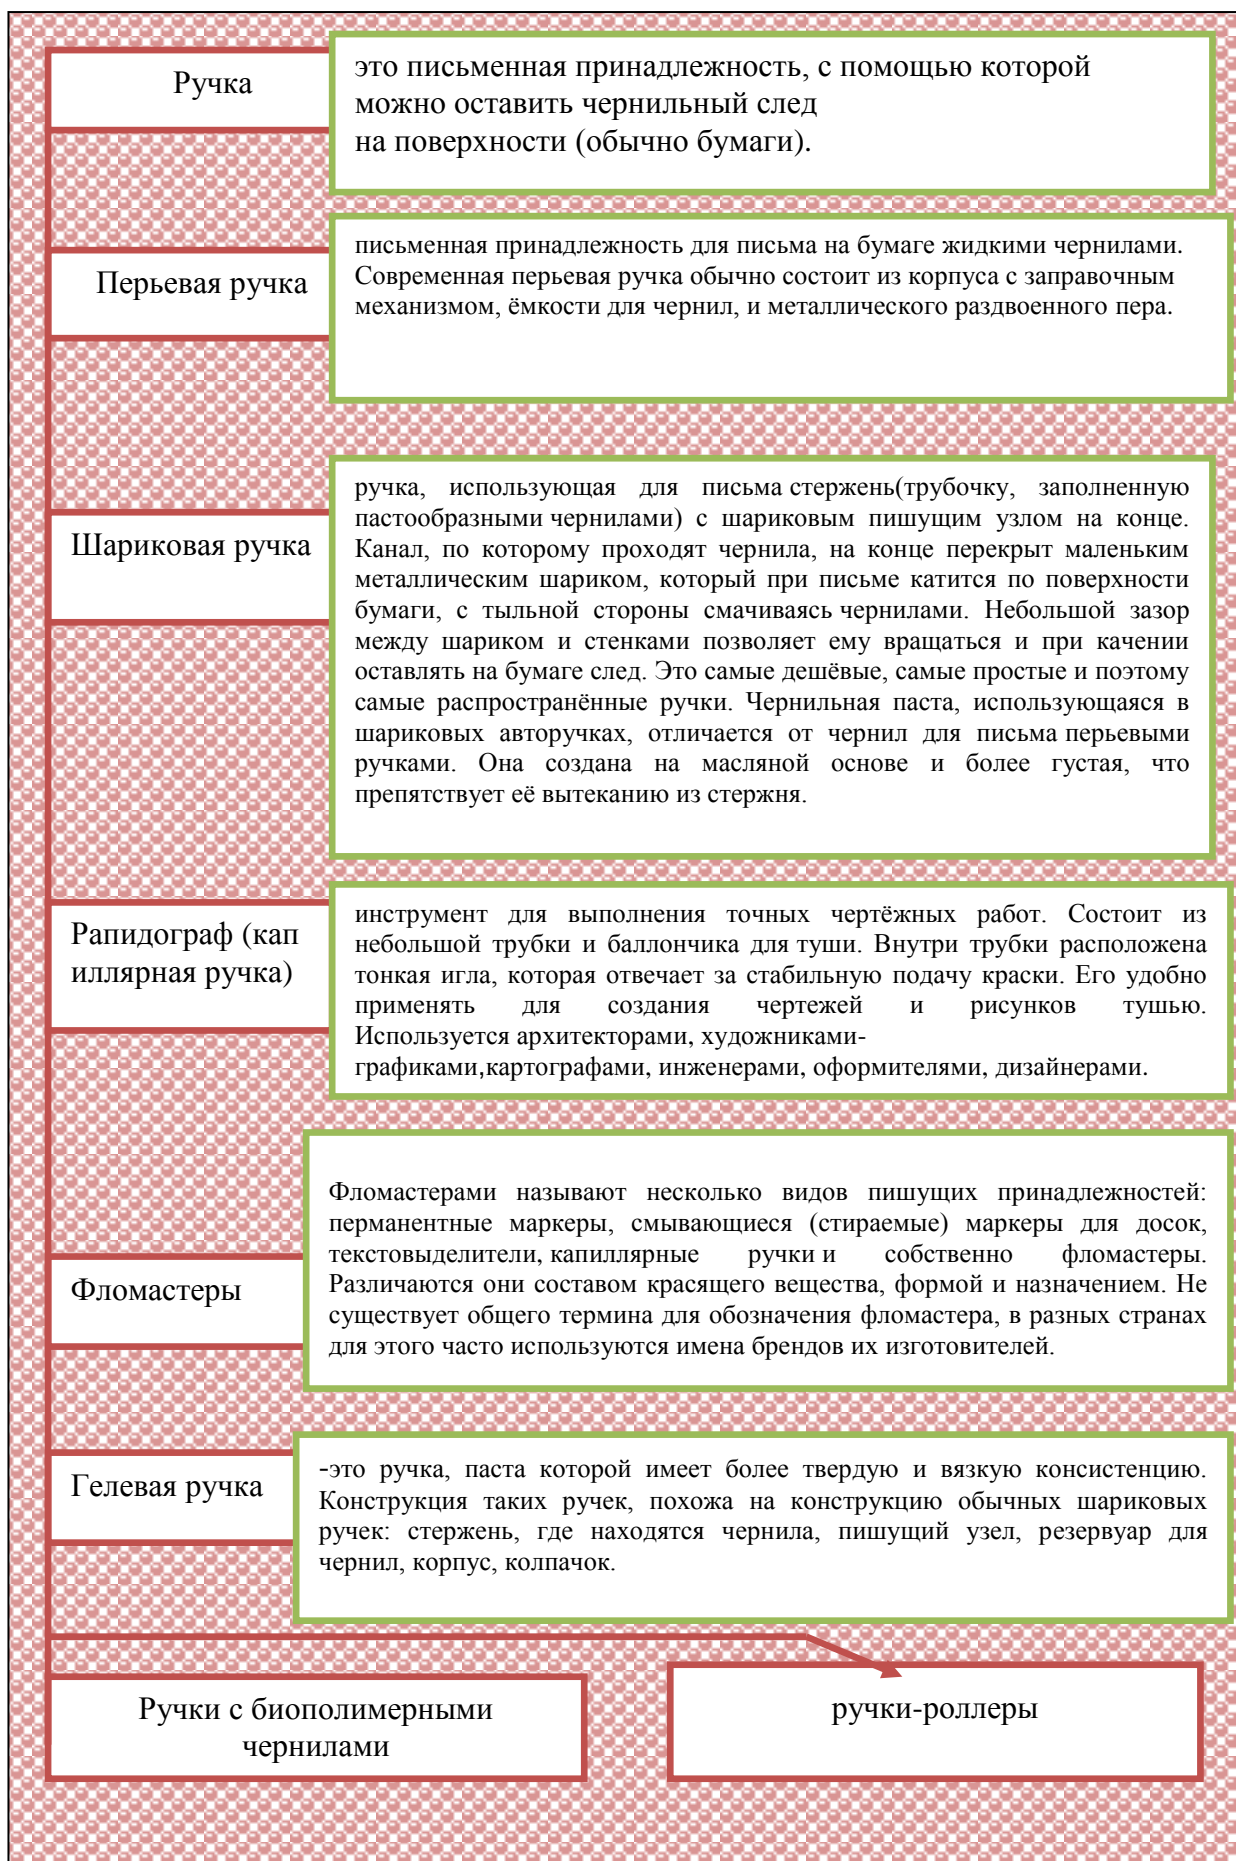 Ручка
это письменная принадлежность, с помощью которой
можно оставить чернильный след
на поверхности (обычно бумаги).
Перьевая ручка
письменная принадлежность для письма на бумаге жидкими чернилами.
Современная перьевая ручка обычно состоит из корпуса с заправочным
механизмом, ёмкости для чернил, и металлического раздвоенного пера.
Шариковая ручка
ручка, использующая для письма стержень(трубочку, заполненную
пастообразными чернилами) с шариковым пишущим узлом на конце.
Канал, по которому проходят чернила, на конце перекрыт маленьким
металлическим шариком, который при письме катится по поверхности
бумаги, с тыльной стороны смачиваясь чернилами. Небольшой зазор
между шариком и стенками позволяет ему вращаться и при качении
оставлять на бумаге след. Это самые дешёвые, самые простые и поэтому
самые распространённые ручки. Чернильная паста, использующаяся в
шариковых авторучках, отличается от чернил для письма перьевыми
ручками. Она создана на масляной основе и более густая, что
препятствует её вытеканию из стержня.
Рапидограф (кап
иллярная ручка)
инструмент для выполнения точных чертёжных работ. Состоит из
небольшой трубки и баллончика для туши. Внутри трубки расположена
тонкая игла, которая отвечает за стабильную подачу краски. Его удобно
применять для создания чертежей и рисунков тушью.
Используется архитекторами, художниками-
графиками,картографами, инженерами, оформителями, дизайнерами.
Фломастеры
Фломастерами называют несколько видов пишущих принадлежностей:
перманентные маркеры, смывающиеся (стираемые) маркеры для досок,
текстовыделители, капиллярные ручки и собственно фломастеры.
Различаются они составом красящего вещества, формой и назначением. Не
существует общего термина для обозначения фломастера, в разных странах
для этого часто используются имена брендов их изготовителей.
Гелевая ручка
-это ручка, паста которой имеет более твердую и вязкую консистенцию.
Конструкция таких ручек, похожа на конструкцию обычных шариковых
ручек: стержень, где находятся чернила, пишущий узел, резервуар для
чернил, корпус, колпачок.
Ручки с биополимерными
чернилами
ручки-роллеры